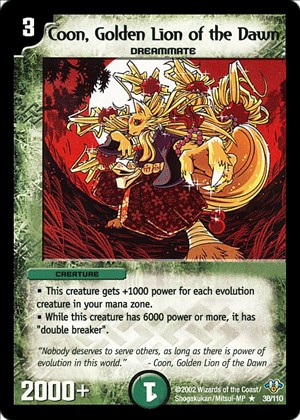 3
Coon, Golden Lion of the Dawn
DREAMMATE
CREATURE
▪ This creature gets +1000 power for each evolution
creature in your mana zone.
▪ While this creature has 6000 power or more, it has
"double breaker".
"Nobody deserves to serve others, as long as there is power of
evolution in this world." - Coon, Golden Lion of the Dawn
2000+
1
©2002 Wizards of the Coast/
Shogakukan/Mitsui-MP ★ 38/110